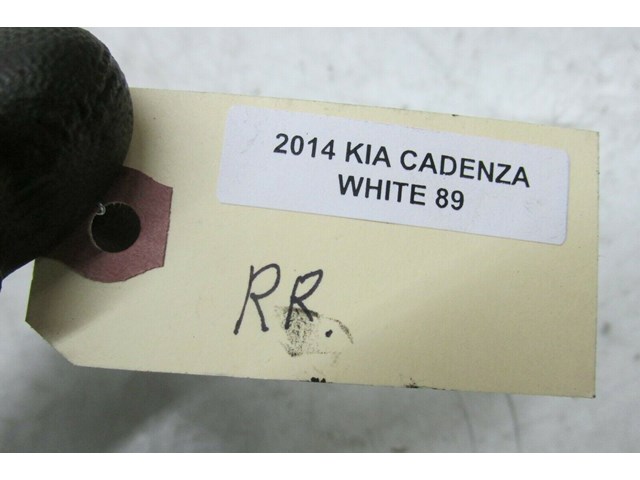 2014 KIA CADENZA
WHITE 89
RR.